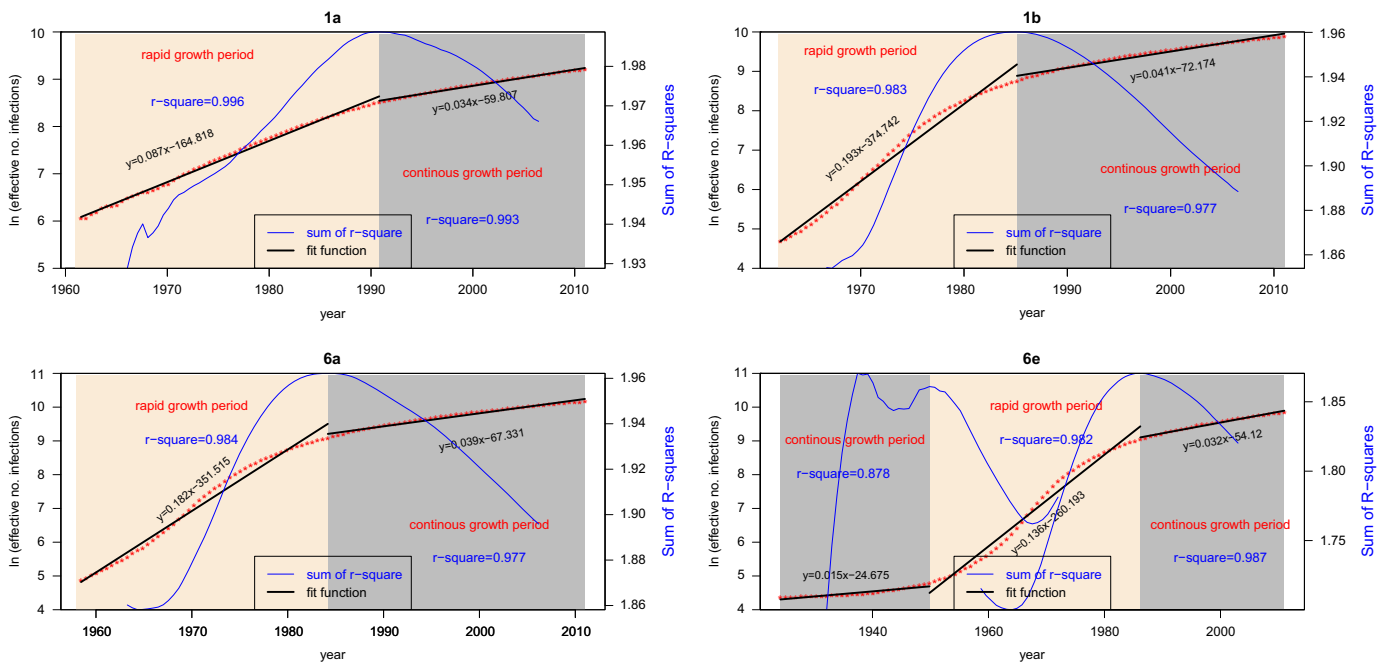 1a
rapid growth period
r-square=0.996
y=0.087x-164.818
y=0.034x-59.807
continous growth period
r-square=0.993
sum of r-square
fit function
ln (effective no. infections)
10
9
8
7
6
5
1960 1970 1980 1990 2000 2010
year
1.98
1.97
1.96
1.95
1.94
1.93
Sum of R-squares
1b
rapid growth period
r-square=0.983
y=0.193x-374.742
y=0.041x-72.174
continous growth period
r-square=0.977
sum of r-square
fit function
ln (effective no. infections)
10
9
8
7
6
5
4
1970 1980 1990 2000 2010
year
1.96
1.94
1.92
1.90
1.88
1.86
Sum of R-squares
6a
rapid growth period
r-square=0.984
y=0.182x-351.515
y=0.039x-67.331
continous growth period
r-square=0.977
sum of r-square
fit function
ln (effective no. infections)
11
10
9
8
7
6
5
4
1960 1970 1980 1990 2000 2010
year
1.96
1.94
1.92
1.90
1.88
1.86
Sum of R-squares
6e
continous growth period
r-square=0.878
y=0.015x-24.675
rapid growth period
r-square=0.982
y=0.136x-260.193
y=0.032x-54.12
continous growth period
r-square=0.987
sum of r-square
fit function
ln (effective no. infections)
11
10
9
8
7
6
5
4
1940 1960 1980 2000
year
1.85
1.80
1.75
Sum of R-squares